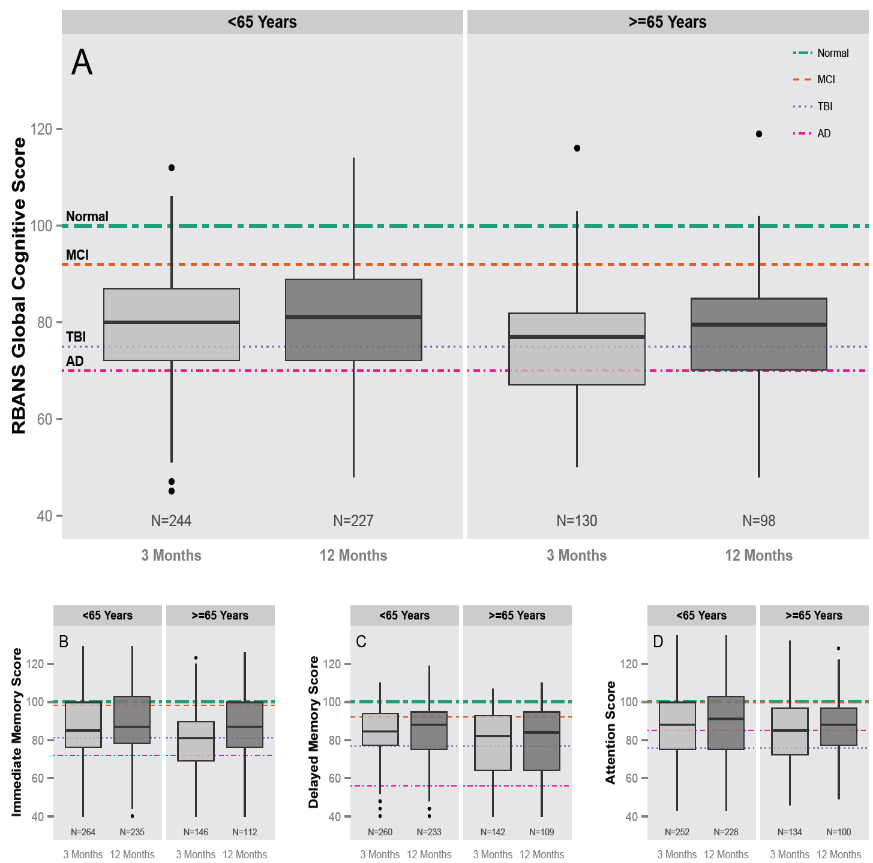 <65 Years >=65 Years
A
Normal
MCI
TBI
AD
RBANS Global Cognitive Score
120
100
80
60
40
Normal
MCI
TBI
AD
N=244 N=227 N=130 N=98
3 Months 12 Months 3 Months 12 Months
<65 Years >=65 Years
B
Immediate Memory Score
120
100
80
60
40
N=264 N=235 N=146 N=112
3 Months 12 Months 3 Months 12 Months
<65 Years >=65 Years
C
Delayed Memory Score
120
100
80
60
40
N=260 N=233 N=142 N=109
3 Months 12 Months 3 Months 12 Months
<65 Years >=65 Years
D
Attention Score
120
100
80
60
40
N=252 N=228 N=134 N=100
3 Months 12 Months 3 Months 12 Months